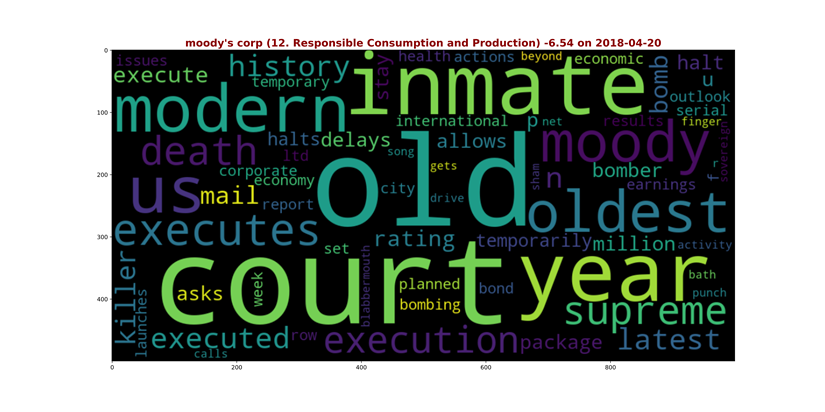 moody's corp (12. Responsible Consumption and Production) -6.54 on 2018-04-20
issues
execute
history
temporary
stay
health
actions
beyond
economic
halt
inmate
bomb
u
outlook
serial
modern
international
p
net
results
finger
halts
delays
allows
moody
sovereign
death
ltd
song
corporate
economy
old
gets
city
drive
sham
n
bomber
r
f
earnings
us
mail
report
oldest
executes
rating
temporarily
million
activity
set
court
year
killer
launches
asks
week
blabbermouth
planned
bombing
bond
bath
punch
supreme
executed
row
calls
execution
package
latest
0
100
200
300
400
0
200
400
600
800